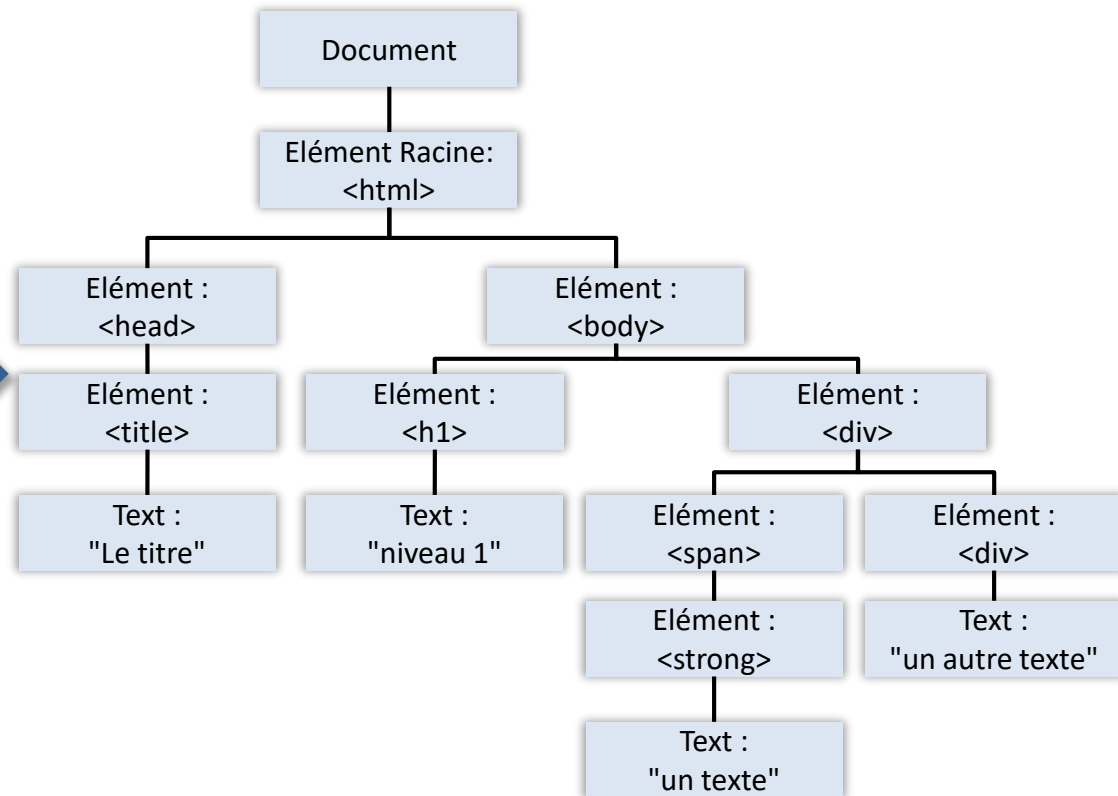 Document
Elément Racine:
<html>
Elément :
<head>
Elément :
<body>
Elément :
<title>
Elément :
<h1>
Elément :
<div>
Text :
"Le titre"
Text :
"niveau 1"
Elément :
<span>
Elément :
<div>
Elément :
<strong>
Text :
"un autre texte"
Text :
"un texte"